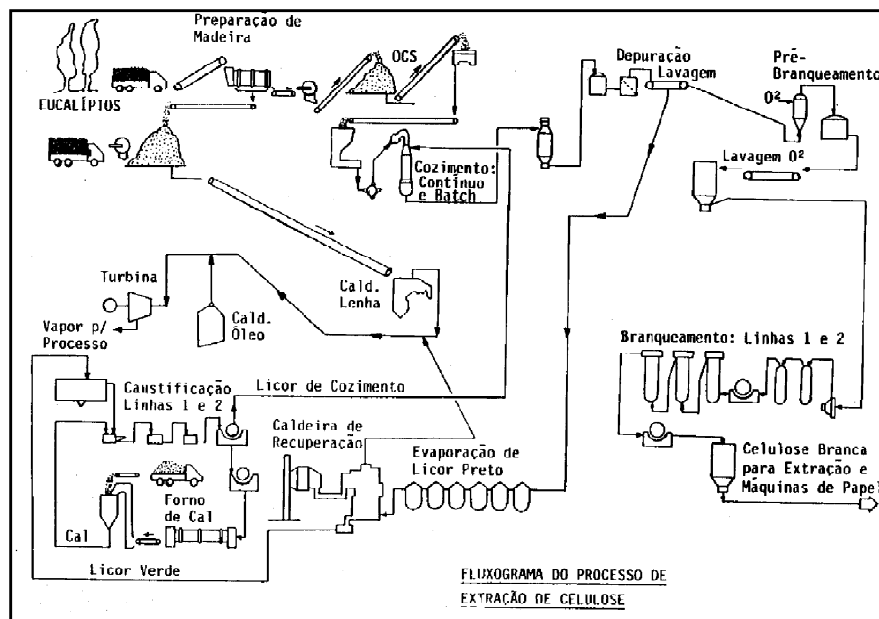 Preparação de
Madeira
OCS
EUCALÍPIOS
Depuração
Lavagem
Pré-
Branqueamento
O²
Lavagem O²
Cozimento:
Contínuo
e Batch
Turbina
Cald.
Óleo
Cald.
Lenha
Vapor p/
Processo
Branqueamento: Linhas 1 e 2
Caustificação
Linhas 1 e 2
Licor de Cozimento
Caldeira de
Recuperação
Evaporação de
Licor Preto
Celulose Branca
para Extração e
Máquinas de Papel
Forno
de Cal
Cal
Licor Verde
FLUXOGRAMA DO PROCESSO DE
EXTRAÇÃO DE CELULOSE